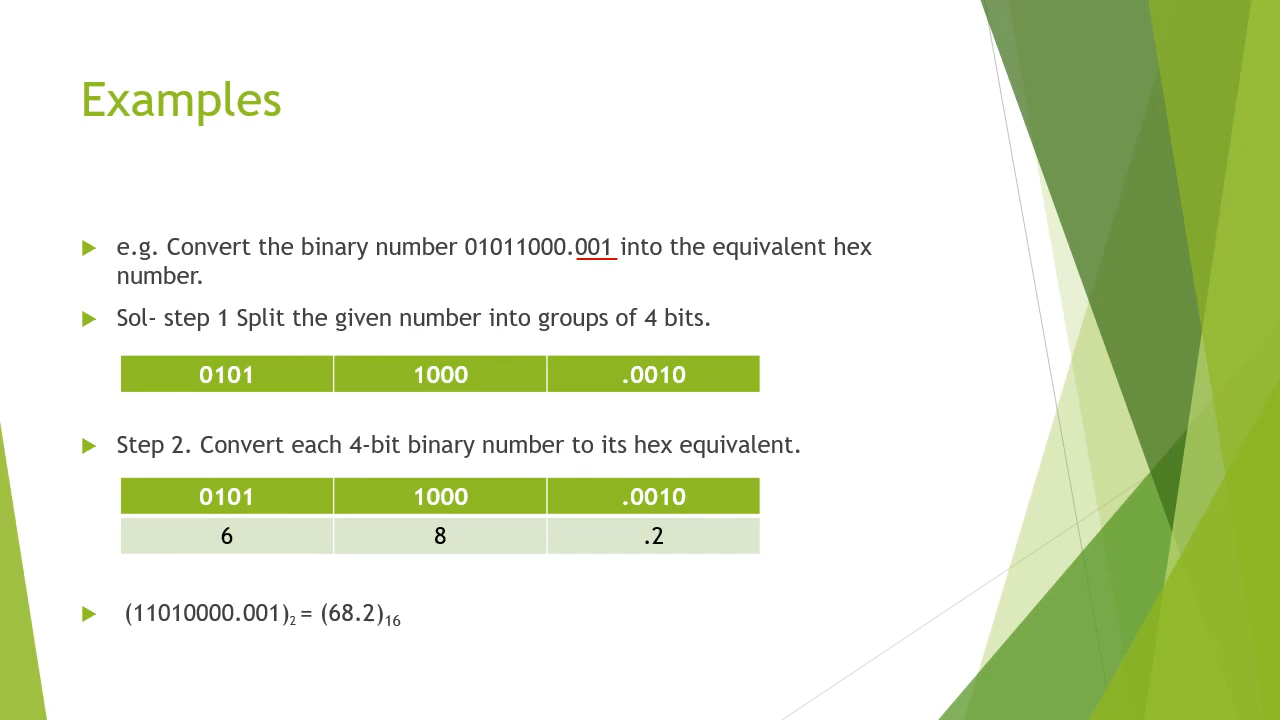 Examples
e.g. Convert the binary number 01011000.001 into the equivalent hex
number.
Sol- step 1 Split the given number into groups of 4 bits.
0101 1000 .0010
Step 2. Convert each 4-bit binary number to its hex equivalent.
0101 1000 .0010
6 8 .2
(11010000.001)2 = (68.2)16